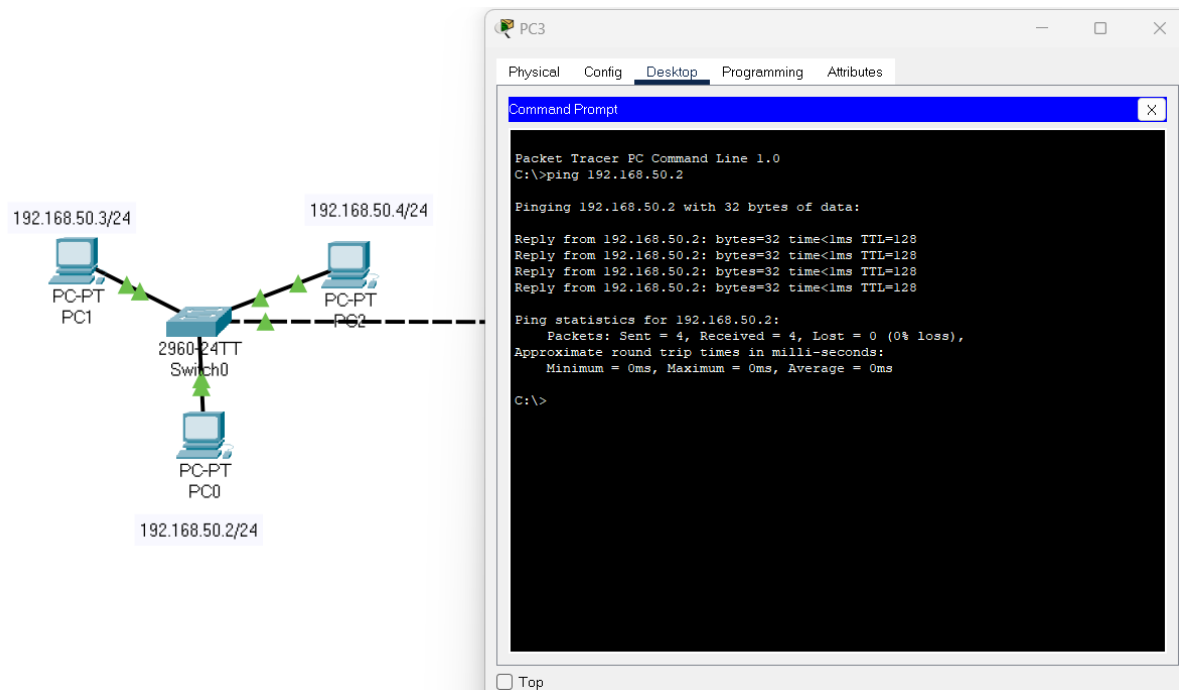 192.168.50.3/24
192.168.50.4/24
PC-PT
PC1
PC-PT
PC2
2960-24TT
Switch0
PC-PT
PC0
192.168.50.2/24
PC3
Physical Config Desktop Programming Attributes
Command Prompt
X
Packet Tracer PC Command Line 1.0
C:\>ping 192.168.50.2
Pinging 192.168.50.2 with 32 bytes of data:
Reply from 192.168.50.2: bytes=32 time<1ms TTL=128
Reply from 192.168.50.2: bytes=32 time<1ms TTL=128
Reply from 192.168.50.2: bytes=32 time<1ms TTL=128
Reply from 192.168.50.2: bytes=32 time<1ms TTL=128
Ping statistics for 192.168.50.2:
Packets: Sent = 4, Received = 4, Lost = 0 (0% loss),
Approximate round trip times in milli-seconds:
Minimum = 0ms, Maximum = 0ms, Average = 0ms
C:\>
Top